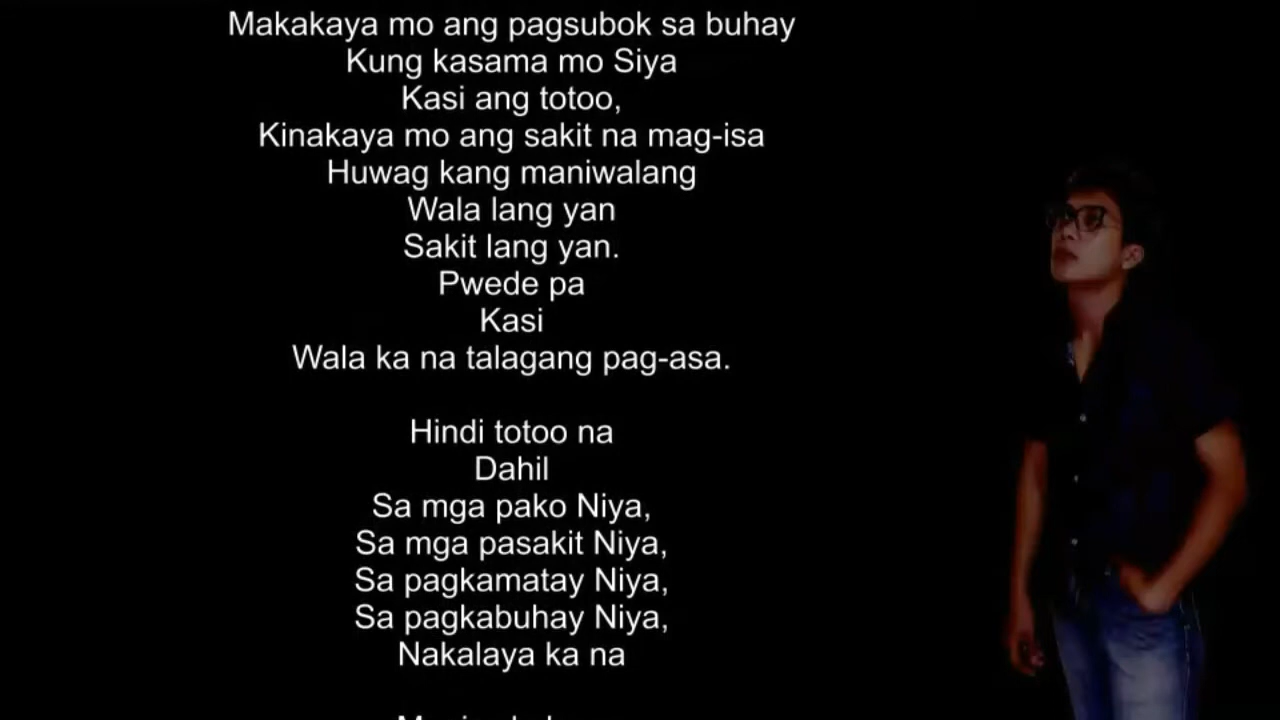 Makakaya mo ang pagsubok sa buhay
Kung kasama mo Siya
Kasi ang totoo,
Kinakaya mo ang sakit na mag-isa
Huwag kang maniwalang
Wala lang yan
Sakit lang yan.
Pwede pa
Kasi
Wala ka na talagang pag-asa.
Hindi totoo na
Dahil
Sa mga pako Niya,
Sa mga pasakit Niya,
Sa pagkamatay Niya,
Sa pagkabuhay Niya,
Nakalaya ka na